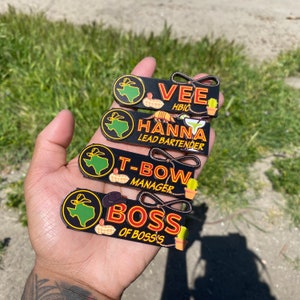 VEE
HBIC
HANNA
LEAD BARTENDER
T-BOW
MANAGER
BOSS
OF BOSS'S